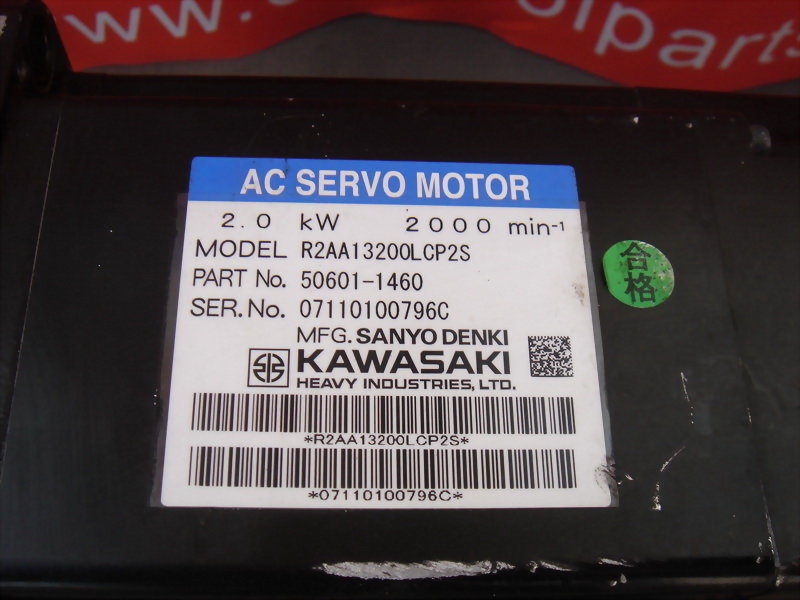 olparts
AC SERVO MOTOR
2.0 kW 2000 min-1
MODEL R2AA13200LCP2S
PART No. 50601-1460
SER.No. 07110100796C
MFG. SANYO DENKI
KAWASAKI
HEAVY INDUSTRIES, LTD.
*R2AA13200LCP2S*
*07110100796C*
合格